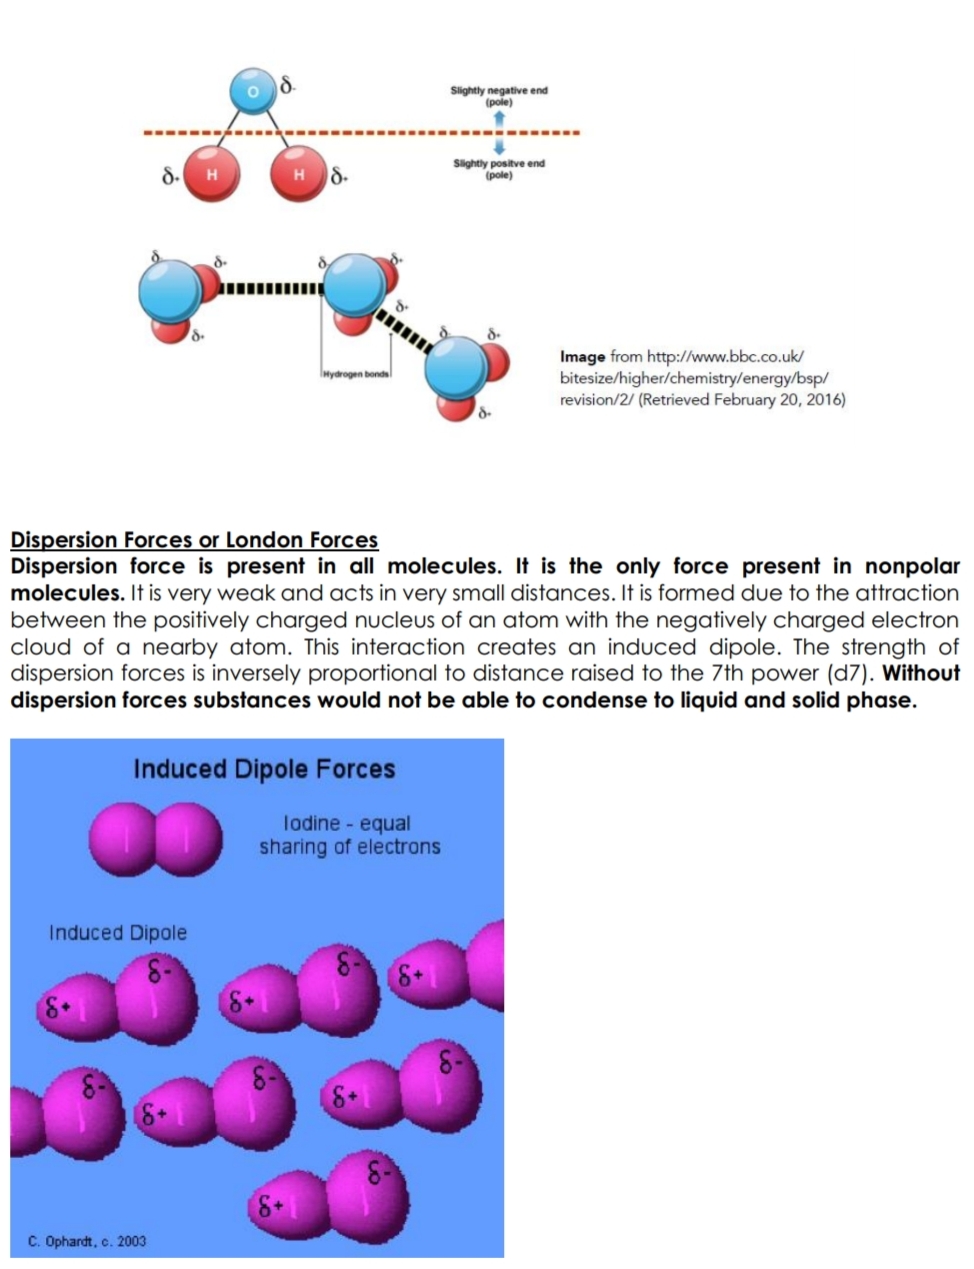 O δ-
Slightly negative end
(pole)
Slightly positve end
(pole)
δ+ H H δ+
δ- δ+ δ- δ+
δ+
δ+
δ- δ+
Hydrogen bonds
δ+
Image from http://www.bbc.co.uk/
bitesize/higher/chemistry/energy/bsp/
revision/2/ (Retrieved February 20, 2016)
Dispersion Forces or London Forces
Dispersion force is present in all molecules. It is the only force present in nonpolar
molecules. It is very weak and acts in very small distances. It is formed due to the attraction
between the positively charged nucleus of an atom with the negatively charged electron
cloud of a nearby atom. This interaction creates an induced dipole. The strength of
dispersion forces is inversely proportional to distance raised to the 7th power (d7). Without
dispersion forces substances would not be able to condense to liquid and solid phase.
Induced Dipole Forces
I I
Iodine - equal
sharing of electrons
Induced Dipole
δ+ I δ- δ+ I δ- δ+ I
δ- δ+ I δ- δ+ I δ-
δ+ I δ-
C. Ophardt, c. 2003